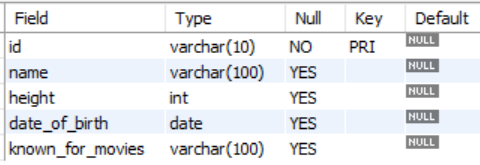 Field Type Null Key Default
id varchar(10) NO PRI NULL
name varchar(100) YES NULL
height int YES NULL
date_of_birth date YES NULL
known_for_movies varchar(100) YES NULL